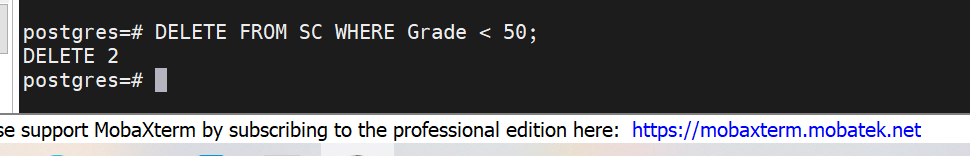 postgres=# DELETE FROM SC WHERE Grade < 50;
DELETE 2
postgres=#
se support MobaXterm by subscribing to the professional edition here: https://mobaxterm.mobatek.net